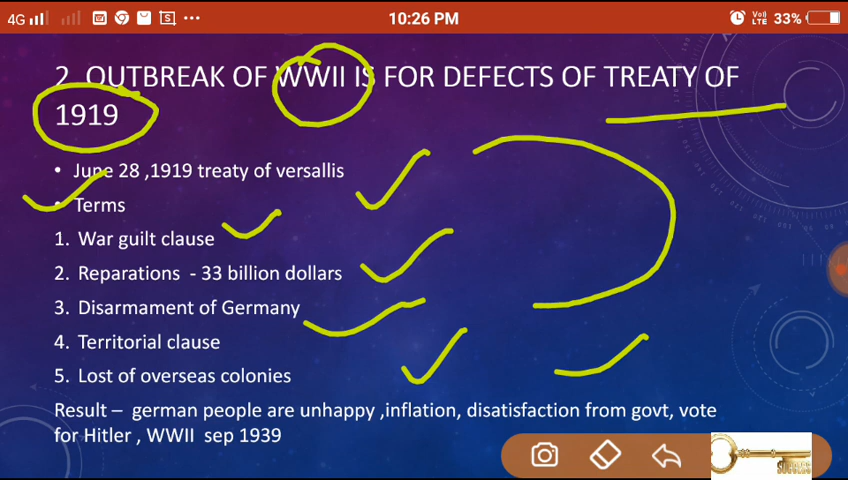 4G
10:26 PM
VoIl LTE 33%
2. OUTBREAK OF WWII IS FOR DEFECTS OF TREATY OF
1919
• June 28 ,1919 treaty of versallis
• Terms
1. War guilt clause
2. Reparations - 33 billion dollars
3. Disarmament of Germany
4. Territorial clause
5. Lost of overseas colonies
Result – german people are unhappy ,inflation, disatisfaction from govt, vote
for Hitler , WWII sep 1939
SUCCESS